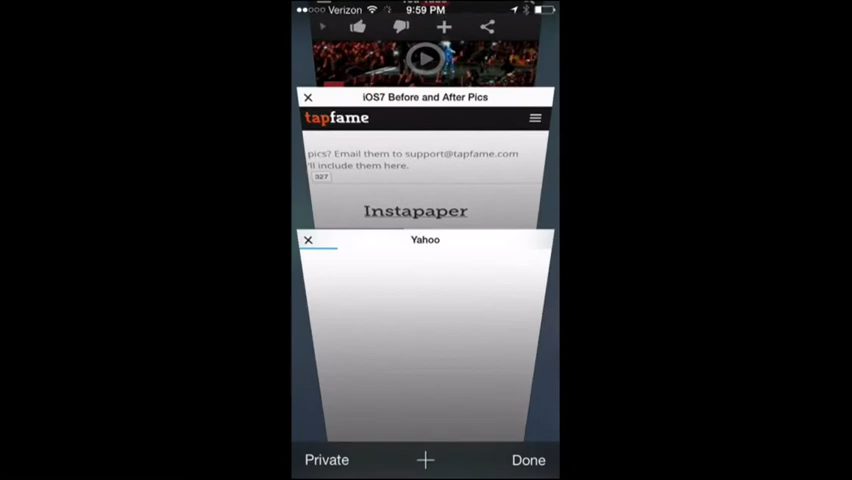 Verizon 9:59 PM
iOS7 Before and After Pics
tapfame
pics? Email them to support@tapfame.com
'll include them here.
327
Instapaper
Yahoo
Private
Done